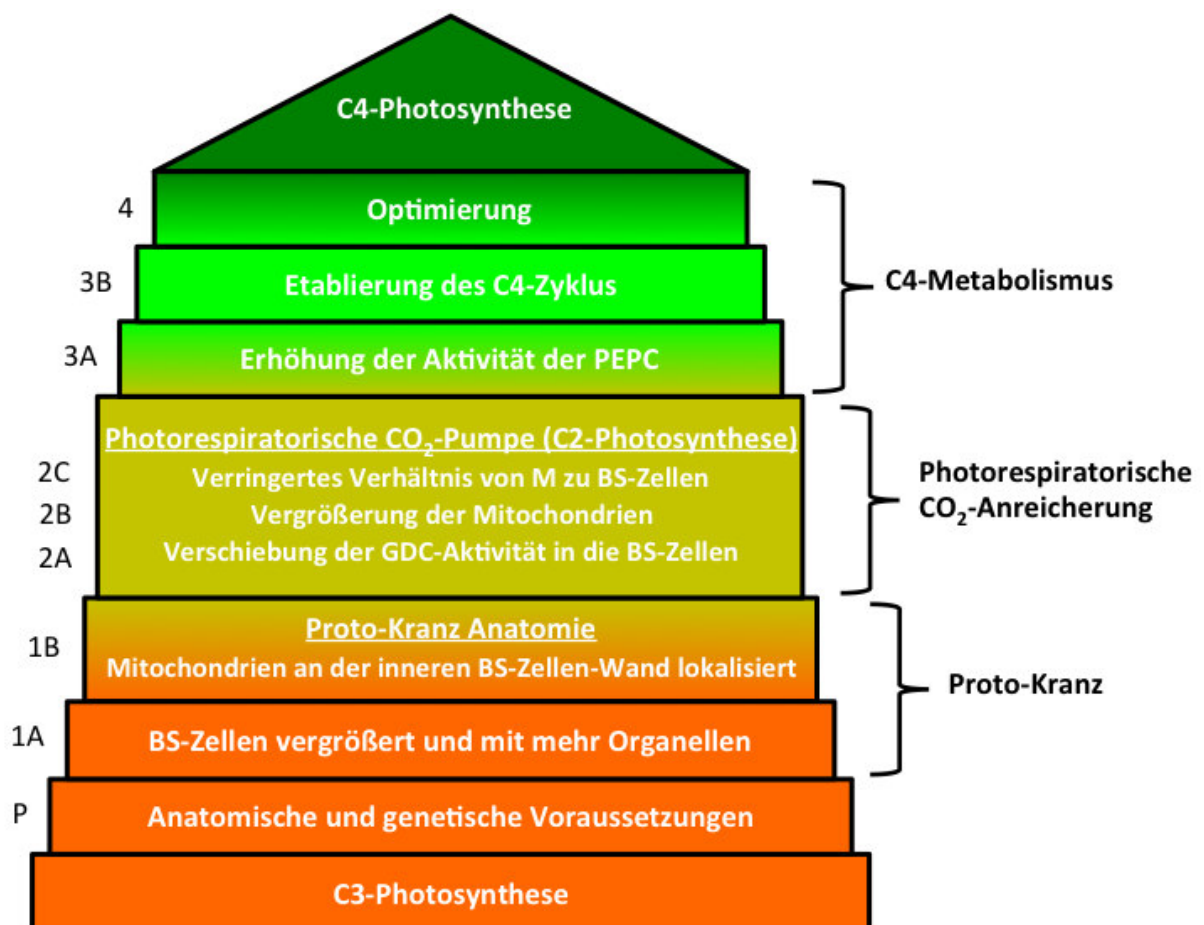 C4-Photosynthese
4
Optimierung
3B
Etablierung des C4-Zyklus
C4-Metabolismus
3A
Erhöhung der Aktivität der PEPC
Photorespiratorische CO₂-Pumpe (C2-Photosynthese)
2C
Verringertes Verhältnis von M zu BS-Zellen
2B
Vergrößerung der Mitochondrien
2A
Verschiebung der GDC-Aktivität in die BS-Zellen
Photorespiratorische
CO₂-Anreicherung
1B
Proto-Kranz Anatomie
Mitochondrien an der inneren BS-Zellen-Wand lokalisiert
Proto-Kranz
1A
BS-Zellen vergrößert und mit mehr Organellen
P
Anatomische und genetische Voraussetzungen
C3-Photosynthese